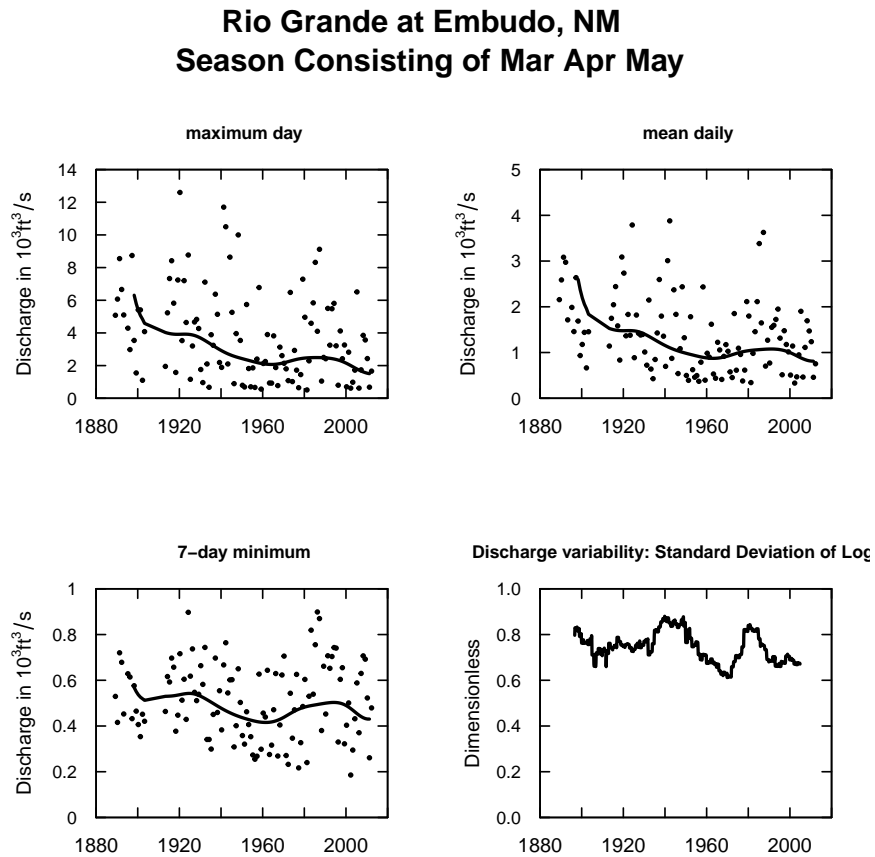 Rio Grande at Embudo, NM
Season Consisting of Mar Apr May
maximum day
Discharge in 10³ft³/s
14
12
10
8
6
4
2
0
1880 1920 1960 2000
mean daily
Discharge in 10³ft³/s
5
4
3
2
1
0
1880 1920 1960 2000
7−day minimum
Discharge in 10³ft³/s
1
0.8
0.6
0.4
0.2
0
1880 1920 1960 2000
Discharge variability: Standard Deviation of Log
Dimensionless
1.0
0.8
0.6
0.4
0.2
0.0
1880 1920 1960 2000